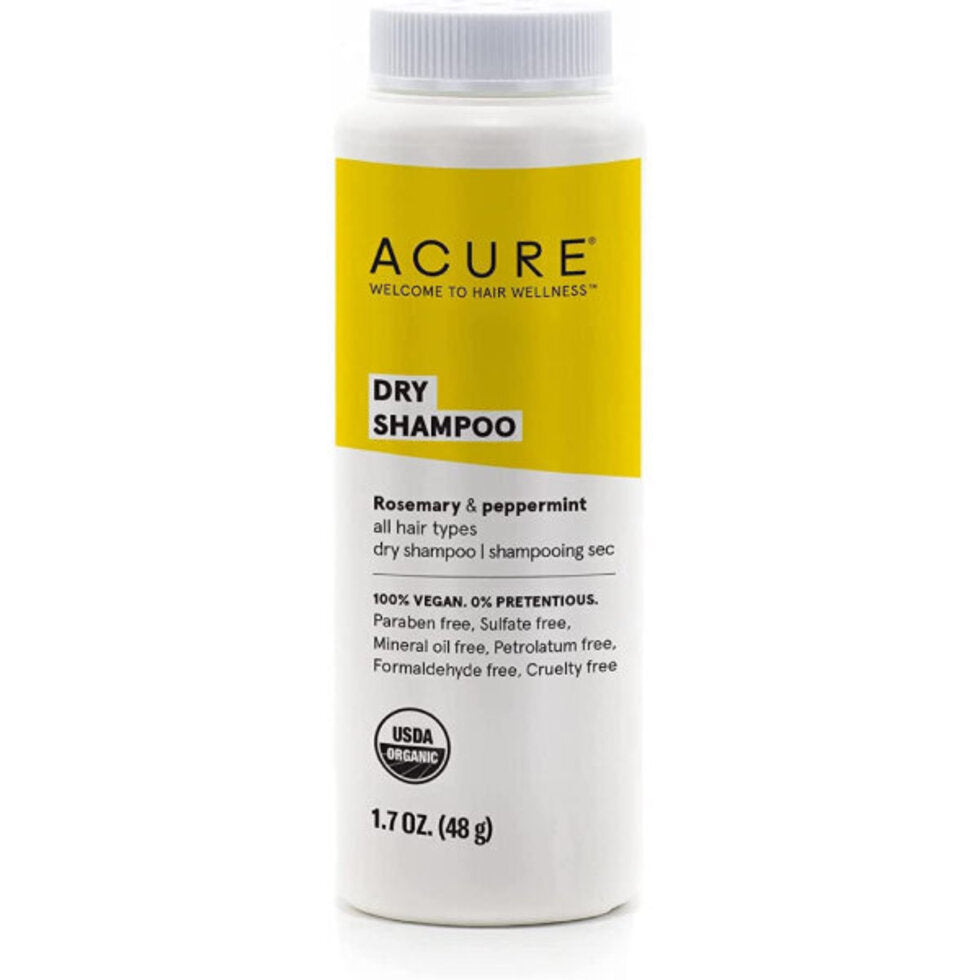 ACURE®
WELCOME TO HAIR WELLNESS™
DRY
SHAMPOO
Rosemary & peppermint
all hair types
dry shampoo | shampooing sec
100% VEGAN. 0% PRETENTIOUS.
Paraben free, Sulfate free,
Mineral oil free, Petrolatum free,
Formaldehyde free, Cruelty free
USDA
ORGANIC
1.7 OZ. (48 g)